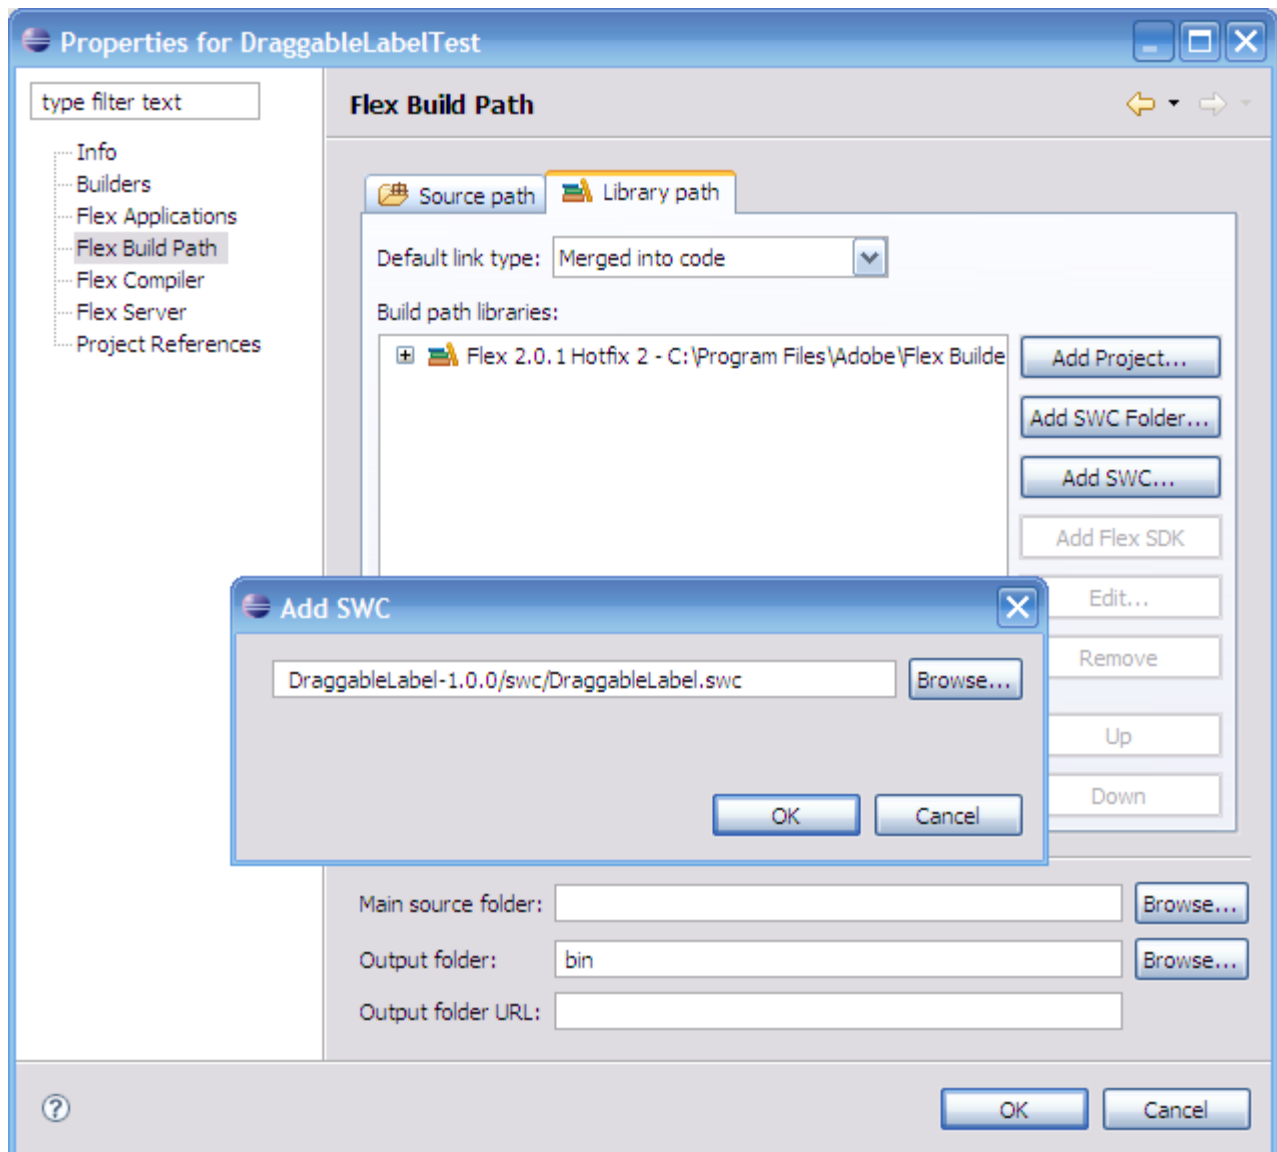 Properties for DraggableLabelTest
type filter text
Info
Builders
Flex Applications
Flex Build Path
Flex Compiler
Flex Server
Project References
Flex Build Path
Source path
Library path
Default link type: Merged into code
Build path libraries:
Flex 2.0.1 Hotfix 2 - C:\Program Files\Adobe\Flex Builde
Add Project...
Add SWC Folder...
Add SWC...
Add Flex SDK
Edit...
Remove
Up
Down
Add SWC
DraggableLabel-1.0.0/swc/DraggableLabel.swc
Browse...
OK Cancel
Main source folder: Browse...
Output folder: bin Browse...
Output folder URL:
? OK Cancel